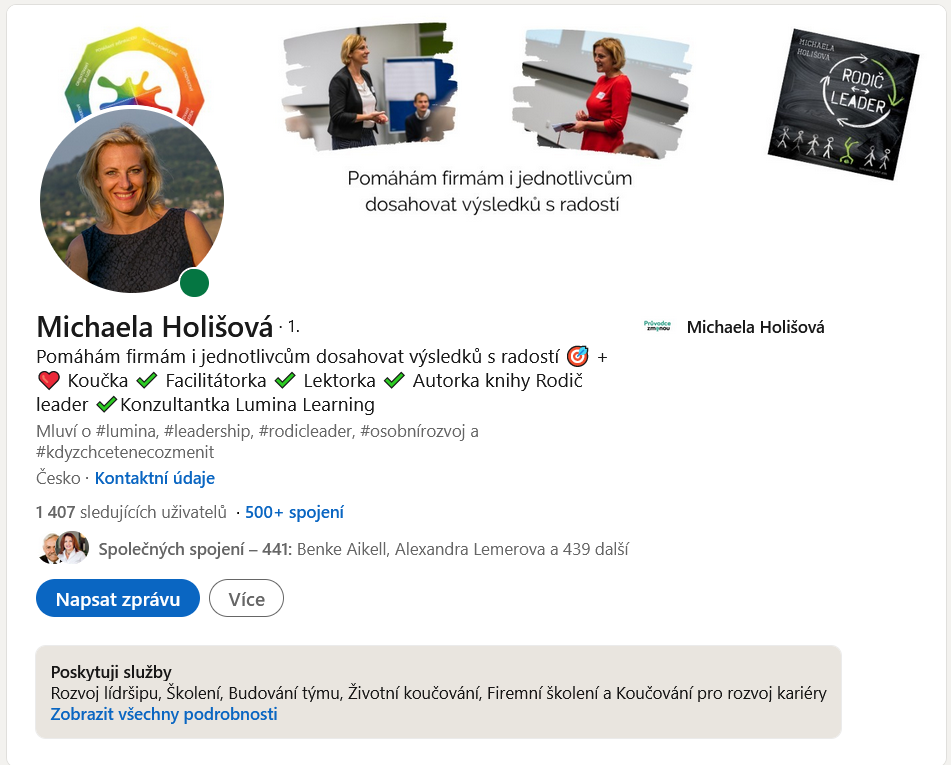 MICHAELA
HOLIŠOVÁ
RODIČ
LEADER
Pomáhám firmám i jednotlivcům
dosahovat výsledků s radostí
Michaela Holišová · 1.
Průvodce
změnou
Michaela Holišová
Pomáhám firmám i jednotlivcům dosahovat výsledků s radostí 🎯 +
❤️ Koučka ✔ Facilitátorka ✔ Lektorka ✔ Autorka knihy Rodič
leader ✔Konzultantka Lumina Learning
Mluví o #lumina, #leadership, #rodicleader, #osobnírozvoj a
#kdyzchcetenecozmenit
Česko · Kontaktní údaje
1 407 sledujících uživatelů · 500+ spojení
Společných spojení – 441: Benke Aikell, Alexandra Lemerova a 439 další
Napsat zprávu
Více
Poskytuji služby
Rozvoj lídršipu, Školení, Budování týmu, Životní koučování, Firemní školení a Koučování pro rozvoj kariéry
Zobrazit všechny podrobnosti